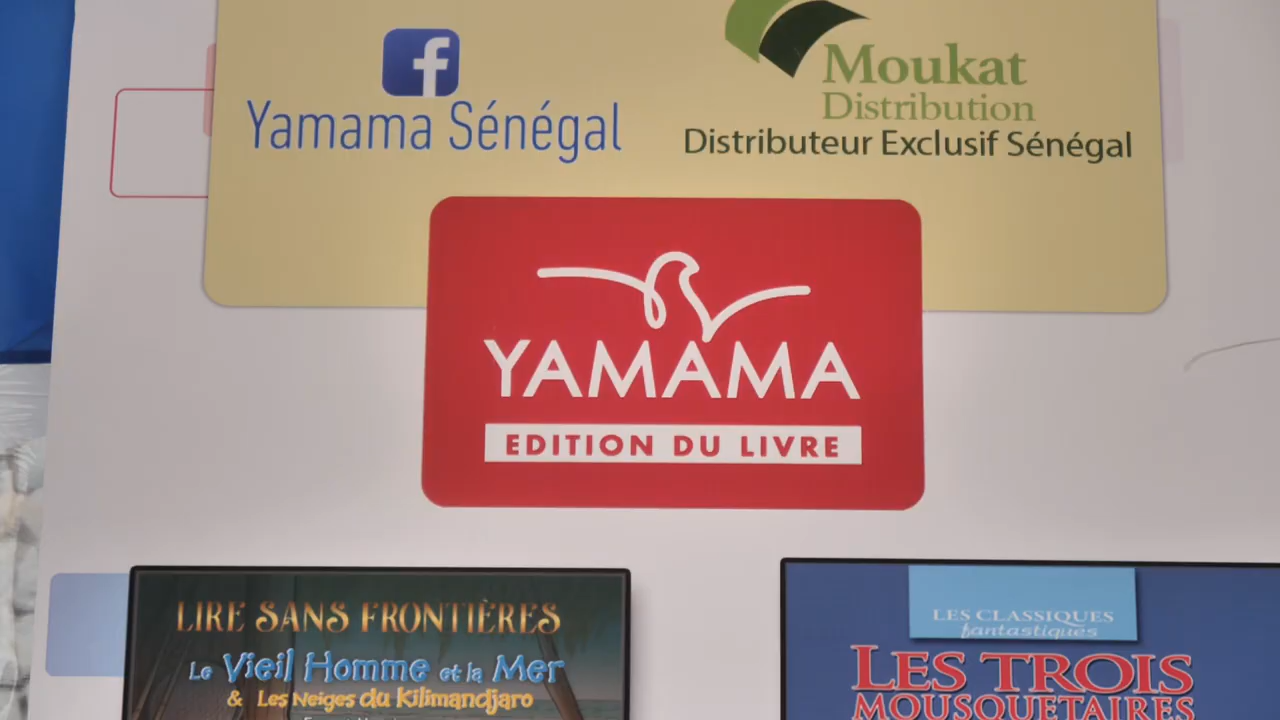 f
Yamama Sénégal
Moukat
Distribution
Distributeur Exclusif Sénégal
YAMAMA
EDITION DU LIVRE
LIRE SANS FRONTIÈRES
Le Vieil Homme et la Mer
& Les Neiges du Kilimandjaro
LES CLASSIQUES
fantastiques
LES TROIS
MOUSQUETAIRES